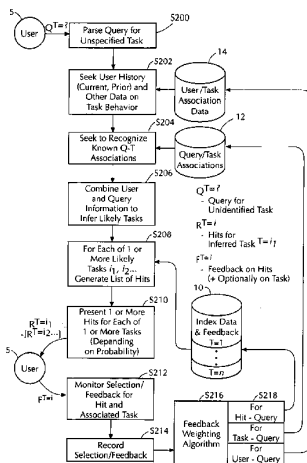 5
User
Q^T=?
S200
Parse Query for
Unspecified Task
S202
Seek User History
(Current, Prior) and
Other Data on
Task Behavior
14
User/Task
Association
Data
S204
Seek to Recognize
Known Q-T
Associations
12
Query/Task
Associations
S206
Combine User
and Query
Information to
Infer Likely Tasks
Q^T=?
- Query for
Unidentified Task
R^T=i
- Hits for
Inferred Task T=i1
F^T=i
- Feedback on Hits
(+ Optionally on Task)
S208
For Each of 1
or More Likely
Tasks i1, i2...
Generate List of Hits
10
Index Data
& Feedback
T=1
T=n
S210
Present 1 or More
Hits for Each of
1 or More Tasks
(Depending
on Probability)
R^T=i1
5
User
F^T=i
S212
Monitor Selection/
Feedback for
Hit and
Associated Task
S214
Record
Selection/Feedback
S216
Feedback
Weighting
Algorithm
S218
For
Hit - Query
For
Task - Query
For
User - Query